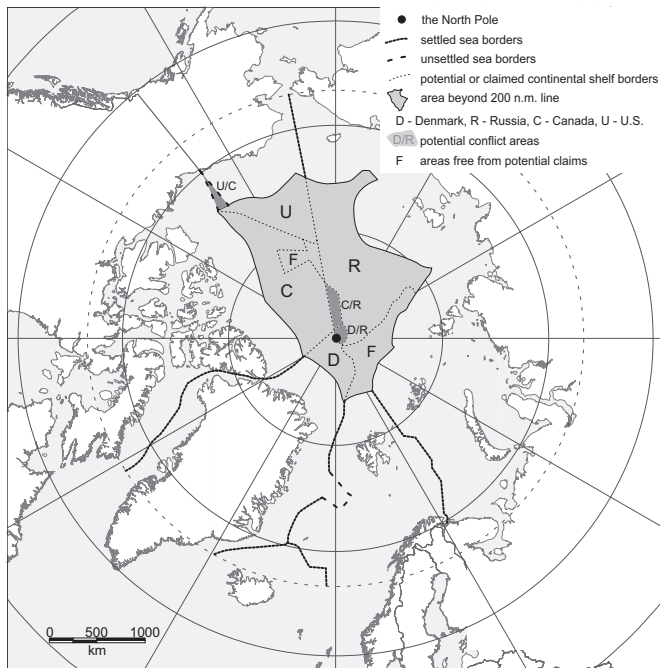 the North Pole
settled sea borders
unsettled sea borders
potential or claimed continental shelf borders
area beyond 200 n.m. line
D - Denmark, R - Russia, C - Canada, U - U.S.
D/R potential conflict areas
F areas free from potential claims
U/C
U
F
R
C
C/R
D/R
D
F
0 500 1000
km